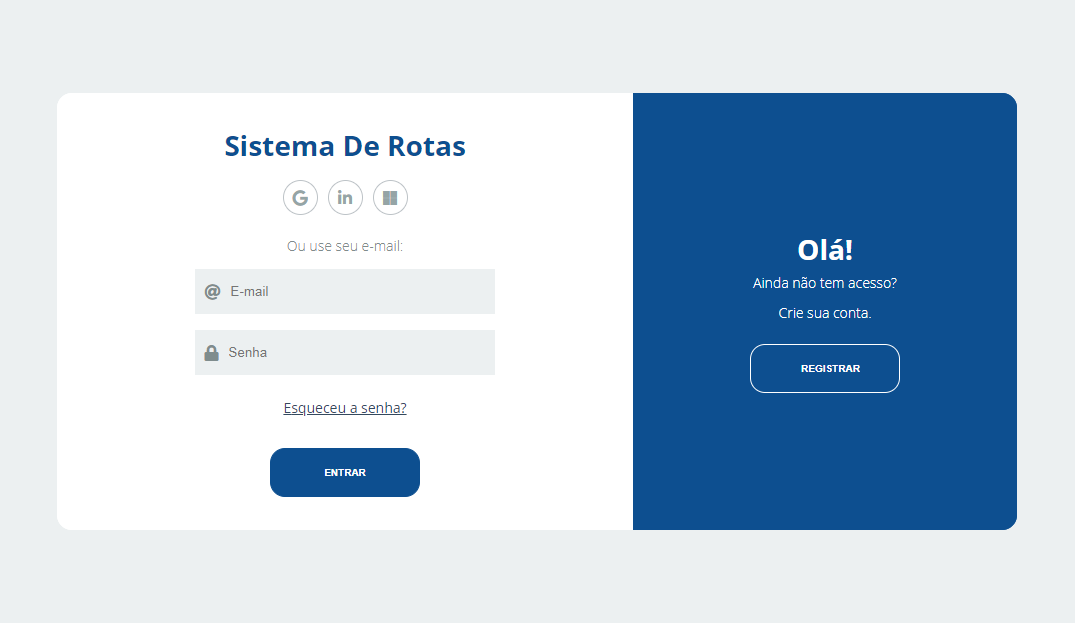 Sistema De Rotas
G in
Ou use seu e-mail:
@ E-mail
Senha
Esqueceu a senha?
ENTRAR
Olá!
Ainda não tem acesso?
Crie sua conta.
REGISTRAR